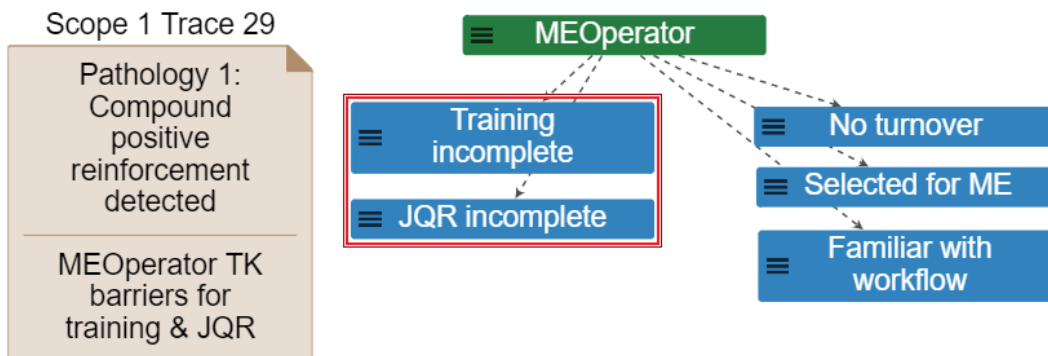 Scope 1 Trace 29
Pathology 1:
Compound
positive
reinforcement
detected
MEOperator TK
barriers for
training & JQR
MEOperator
Training
incomplete
JQR incomplete
No turnover
Selected for ME
Familiar with
workflow